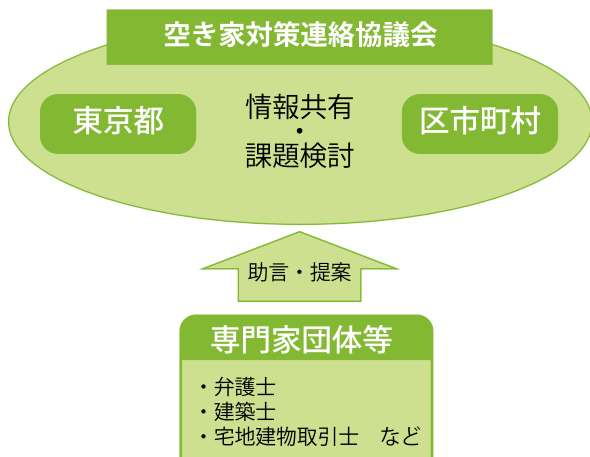 空き家対策連絡協議会
東京都
情報共有
・
課題検討
区市町村
助言・提案
専門家団体等
・弁護士
・建築士
・宅地建物取引士　など